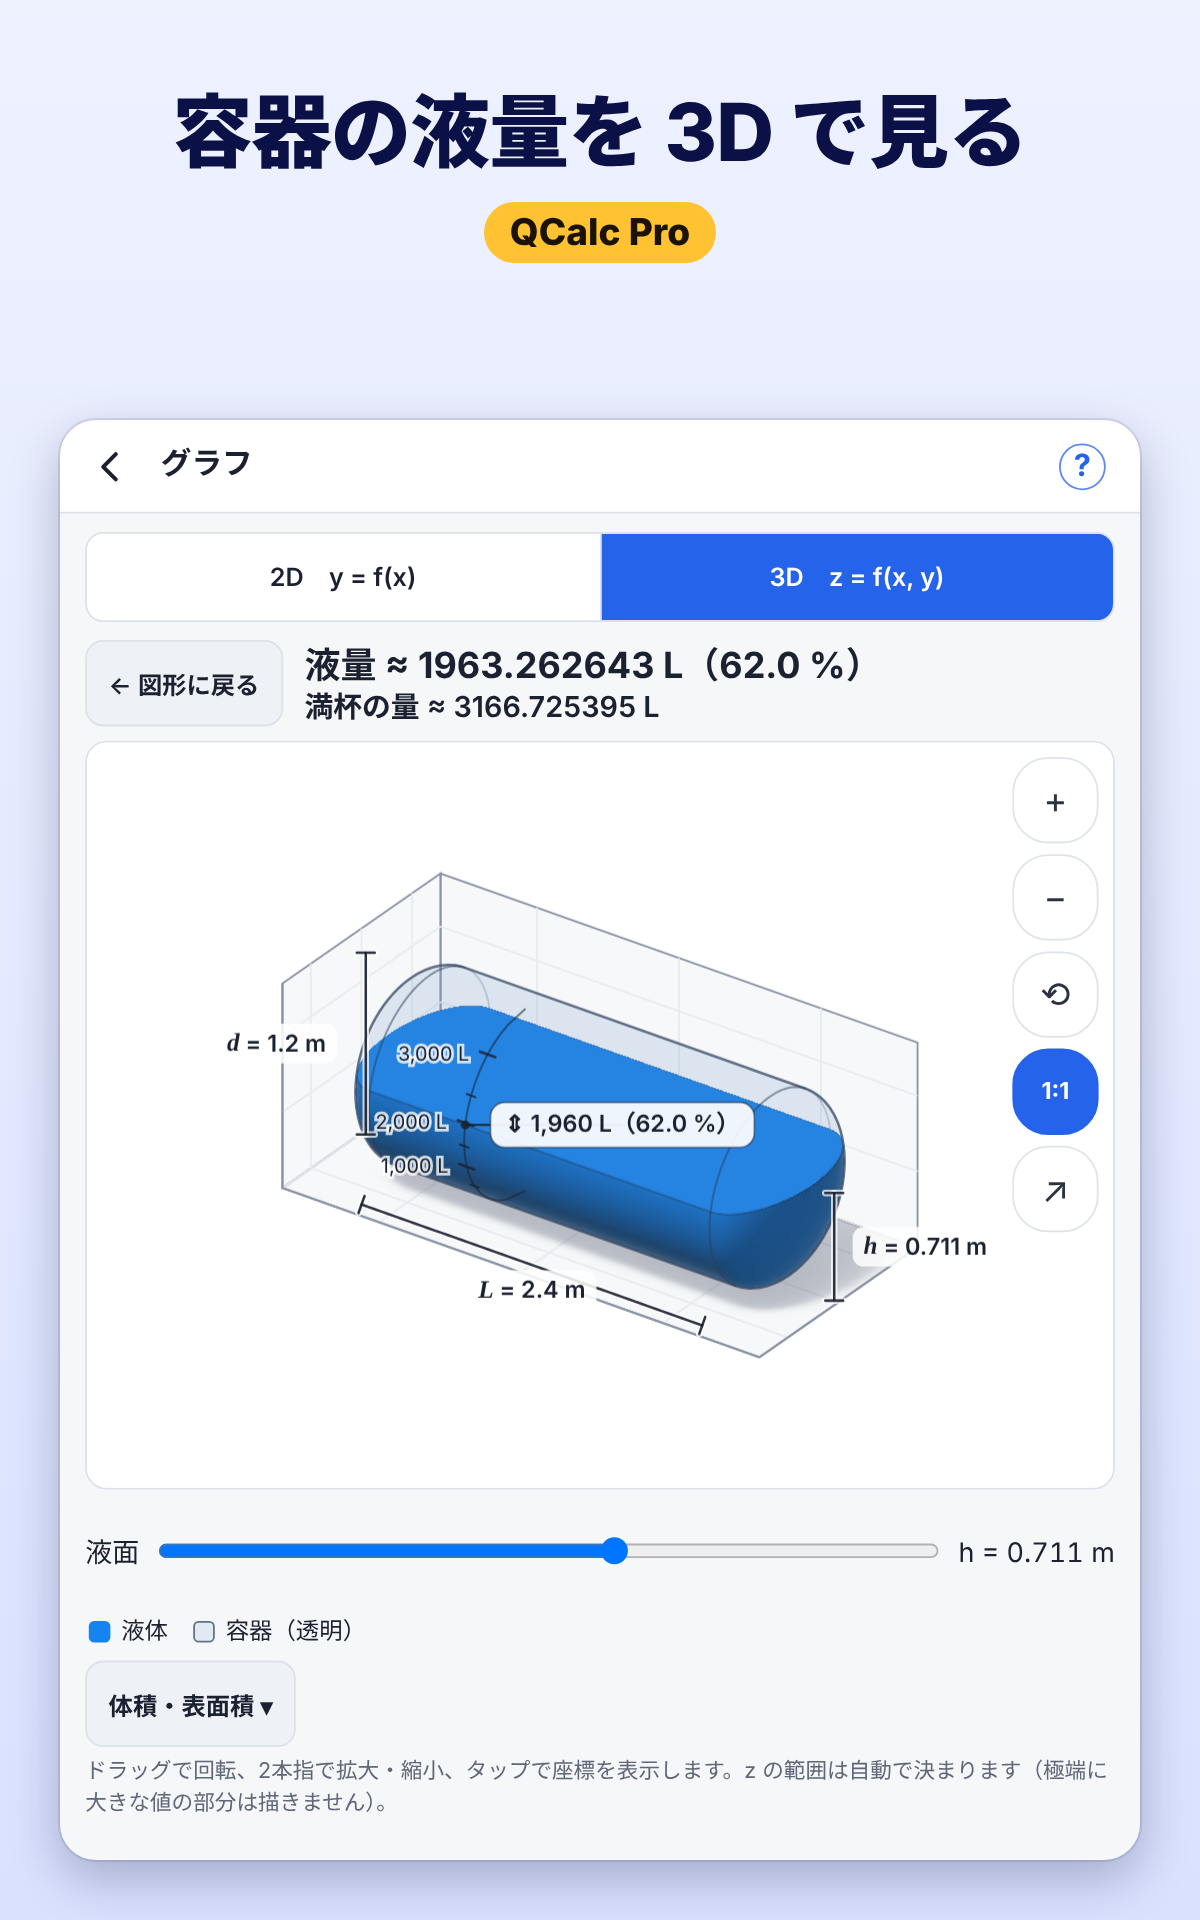 容器の液量を 3D で見る
QCalc Pro
グラフ
?
2D y = f(x)
3D z = f(x, y)
← 図形に戻る
液量 ≈ 1963.262643 L（62.0 %）
満杯の量 ≈ 3166.725395 L
+
−
⟲
1:1
↗
d = 1.2 m
3,000 L
2,000 L
⇕ 1,960 L（62.0 %）
1,000 L
h = 0.711 m
L = 2.4 m
液面
h = 0.711 m
液体
容器（透明）
体積・表面積 ▾
ドラッグで回転、2本指で拡大・縮小、タップで座標を表示します。z の範囲は自動で決まります（極端に
大きな値の部分は描きません）。